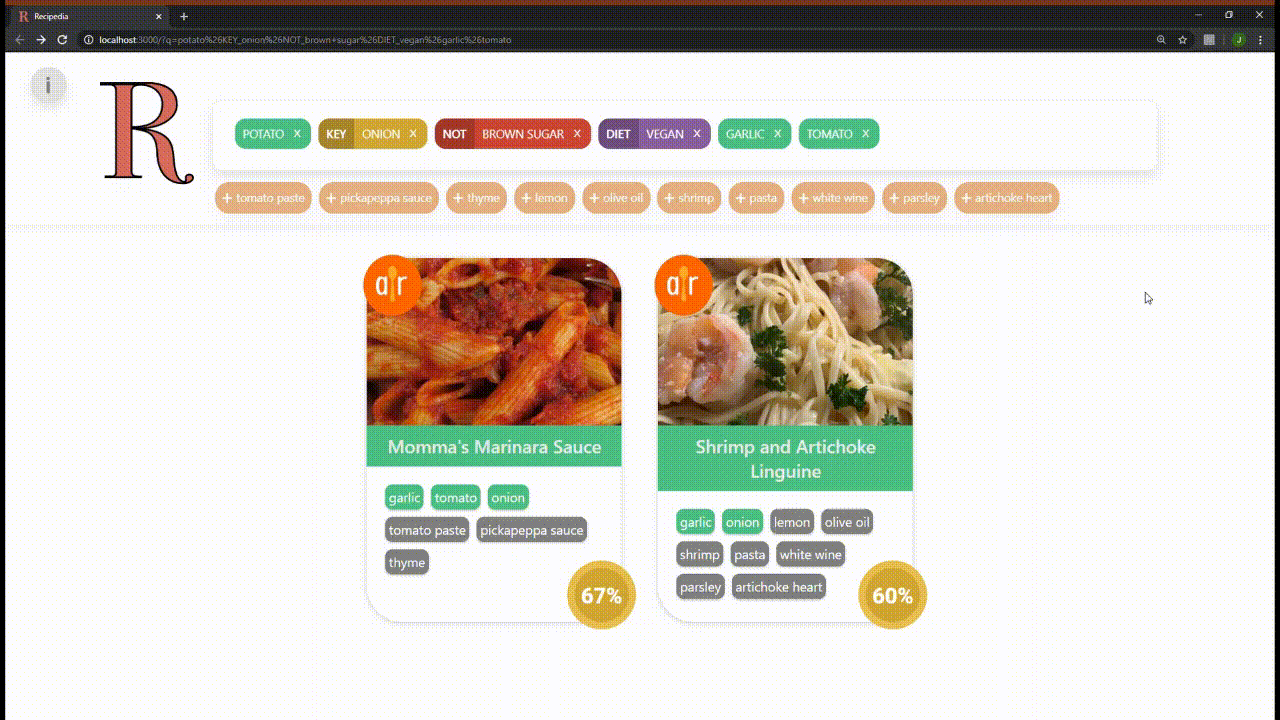 R Recipedia × +
localhost:3000/?q=potato%26KEY_onion%26NOT_brown+sugar%26DIET_vegan%26garlic%26tomato J
i
R
POTATO X KEY ONION X NOT BROWN SUGAR X DIET VEGAN X GARLIC X TOMATO X
+ tomato paste + pickapeppa sauce + thyme + lemon + olive oil + shrimp + pasta + white wine + parsley + artichoke heart
ar
Momma's Marinara Sauce
garlic tomato onion
tomato paste pickapeppa sauce
thyme
67%
ar
Shrimp and Artichoke
Linguine
garlic onion lemon olive oil
shrimp pasta white wine
parsley artichoke heart
60%